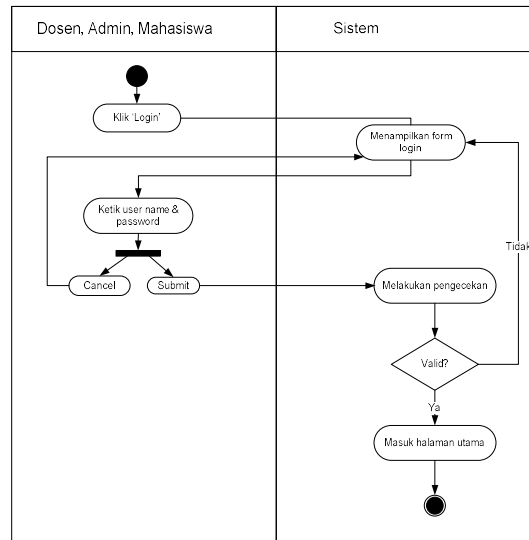 Dosen, Admin, Mahasiswa
Sistem
Klik 'Login'
Menampilkan form
login
Ketik user name &
password
Tidak
Cancel
Submit
Melakukan pengecekan
Valid?
Ya
Masuk halaman utama